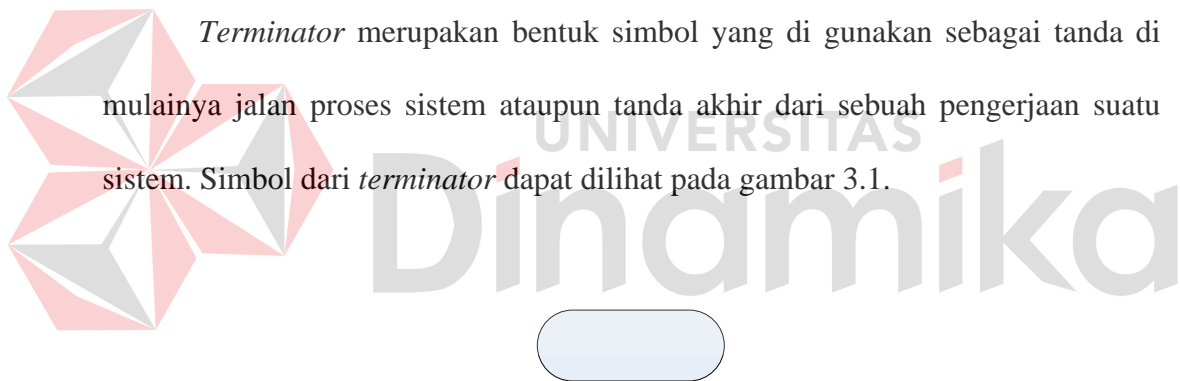 Terminator merupakan bentuk simbol yang di gunakan sebagai tanda di
mulainya jalan proses sistem ataupun tanda akhir dari sebuah pengerjaan suatu
UNIVERSITAS
sistem. Simbol dari terminator dapat dilihat pada gambar 3.1.
Dinamika